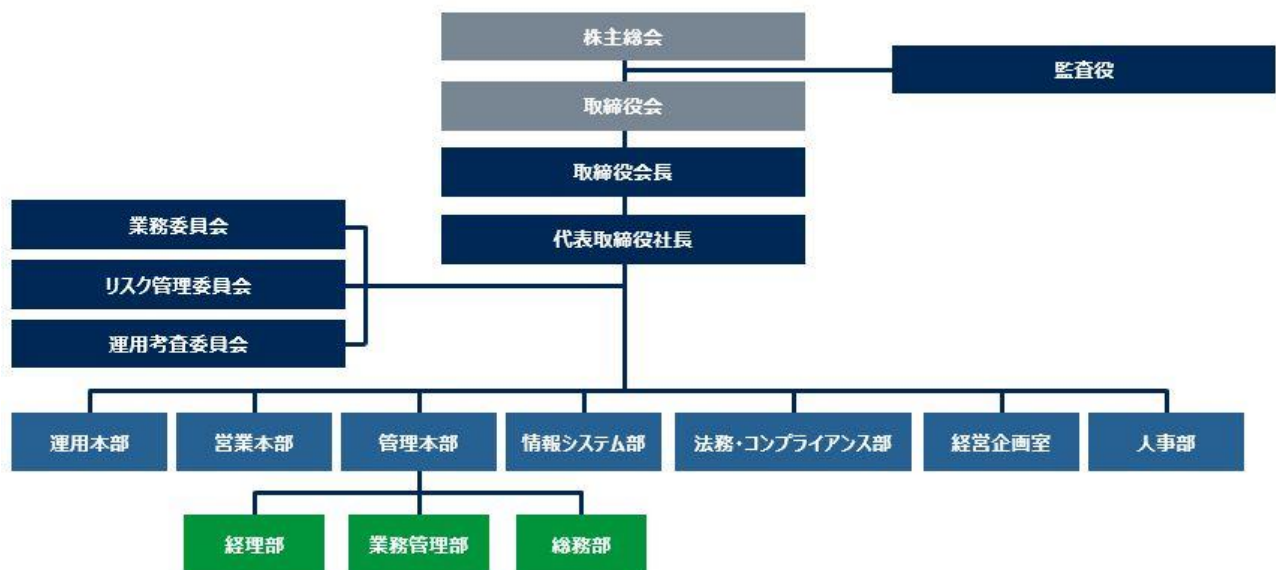 株主総会
監査役
取締役会
取締役会長
代表取締役社長
業務委員会
リスク管理委員会
運用考査委員会
運用本部
営業本部
管理本部
情報システム部
法務・コンプライアンス部
経営企画室
人事部
経理部
業務管理部
総務部